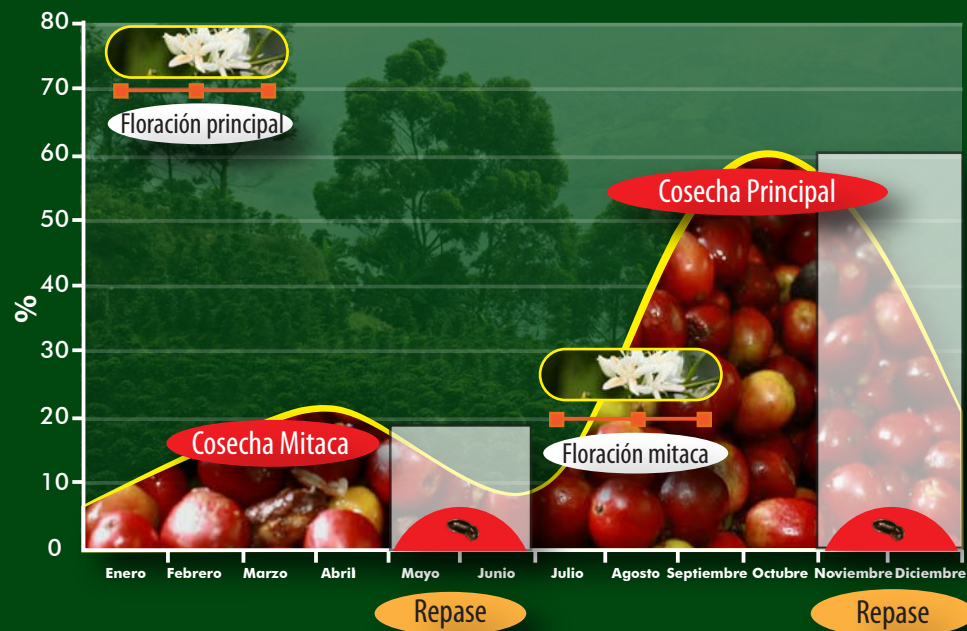 80
70
60
50
40
30
20
10
0
%
Floración principal
Cosecha Principal
Cosecha Mitaca
Floración mitaca
Enero Febrero Marzo Abril Mayo Junio Julio Agosto Septiembre Octubre Noviembre Diciembre
Repase Repase